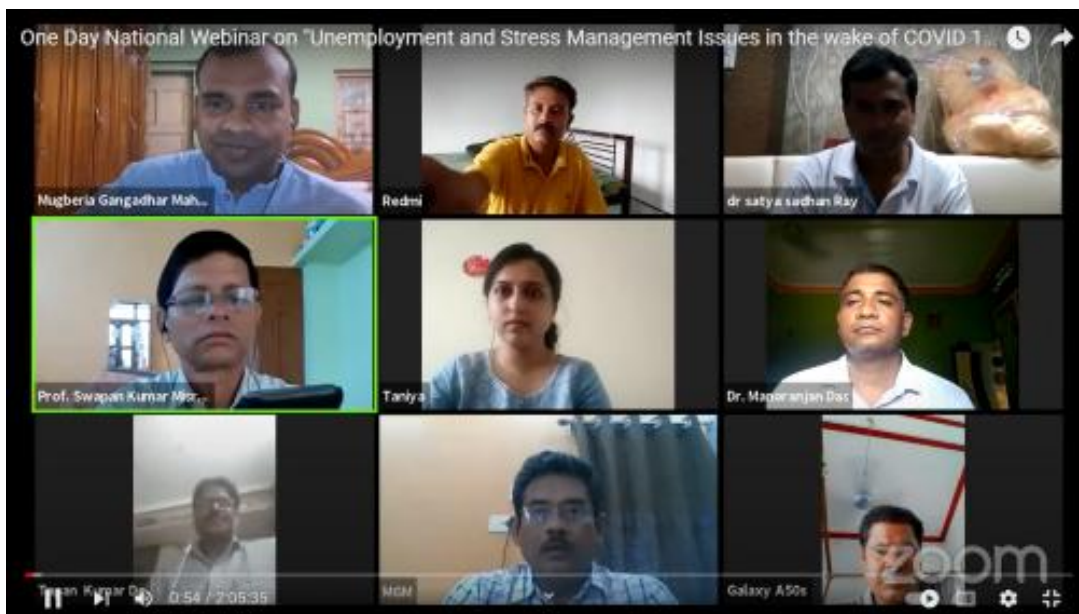 One Day National Webinar on "Unemployment and Stress Management Issues in the wake of COVID 1...
Mugberia Gangadhar Mah...
Redmi
dr satya sadhan Ray
Prof. Swapan Kumar Misr...
Taniya
Dr. Manoranjan Das
Kumar
MGM
Galaxy A50s
zoom
0:54 / 2:05:35